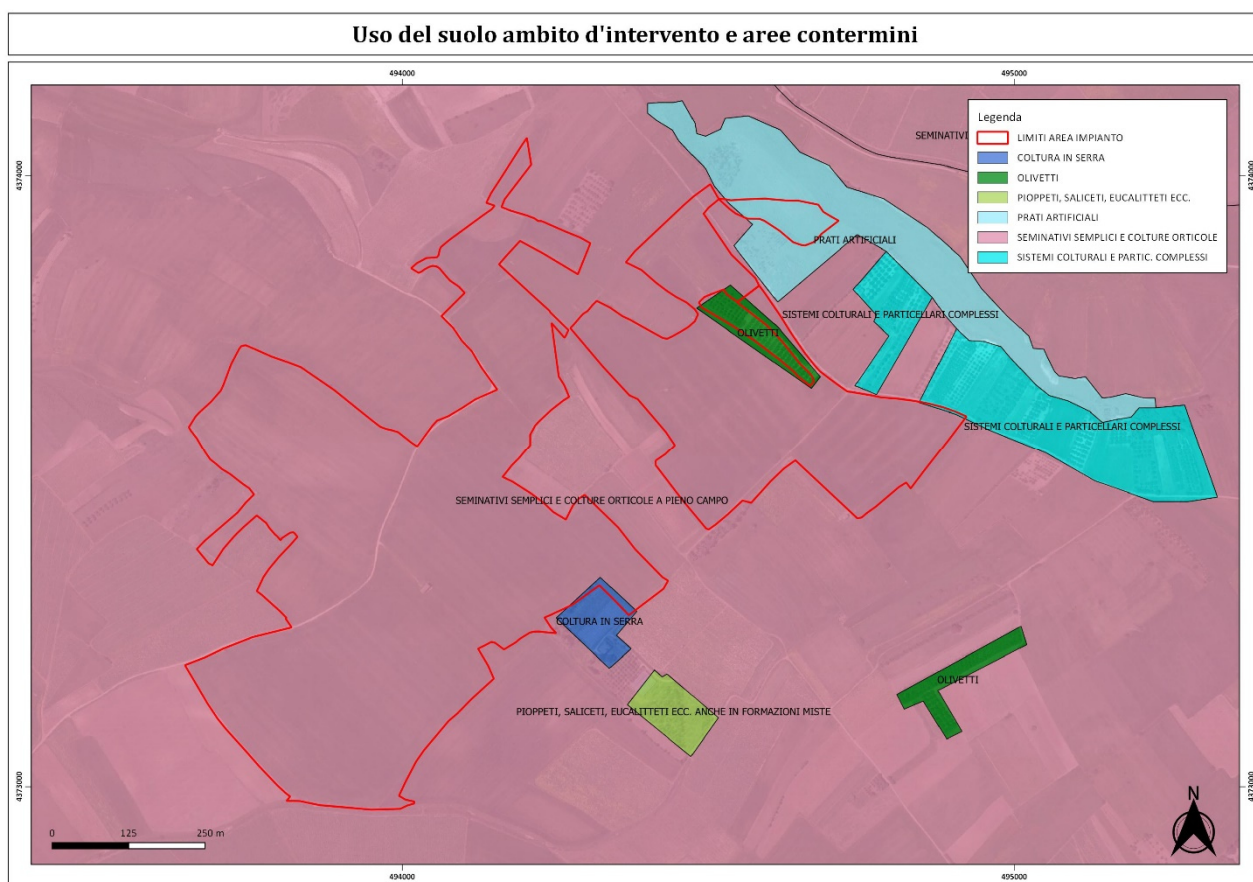 Uso del suolo ambito d'intervento e aree contermini
494000
495000
Legenda
LIMITI AREA IMPIANTO
COLTURA IN SERRA
OLIVETTI
PIOPPETI, SALICETI, EUCALITTETI ECC.
PRATI ARTIFICIALI
SEMINATIVI SEMPLICI E COLTURE ORTICOLE
SISTEMI COLTURALI E PARTIC. COMPLESSI
SEMINATIVI
4374000
4374000
PRATI ARTIFICIALI
SISTEMI COLTURALI E PARTICELLARI COMPLESSI
OLIVETTI
SISTEMI COLTURALI E PARTICELLARI COMPLESSI
SEMINATIVI SEMPLICI E COLTURE ORTICOLE A PIENO CAMPO
COLTURA IN SERRA
OLIVETTI
PIOPPETI, SALICETI, EUCALITTETI ECC. ANCHE IN FORMAZIONI MISTE
4373000
4373000
N
0 125 250 m
494000
495000